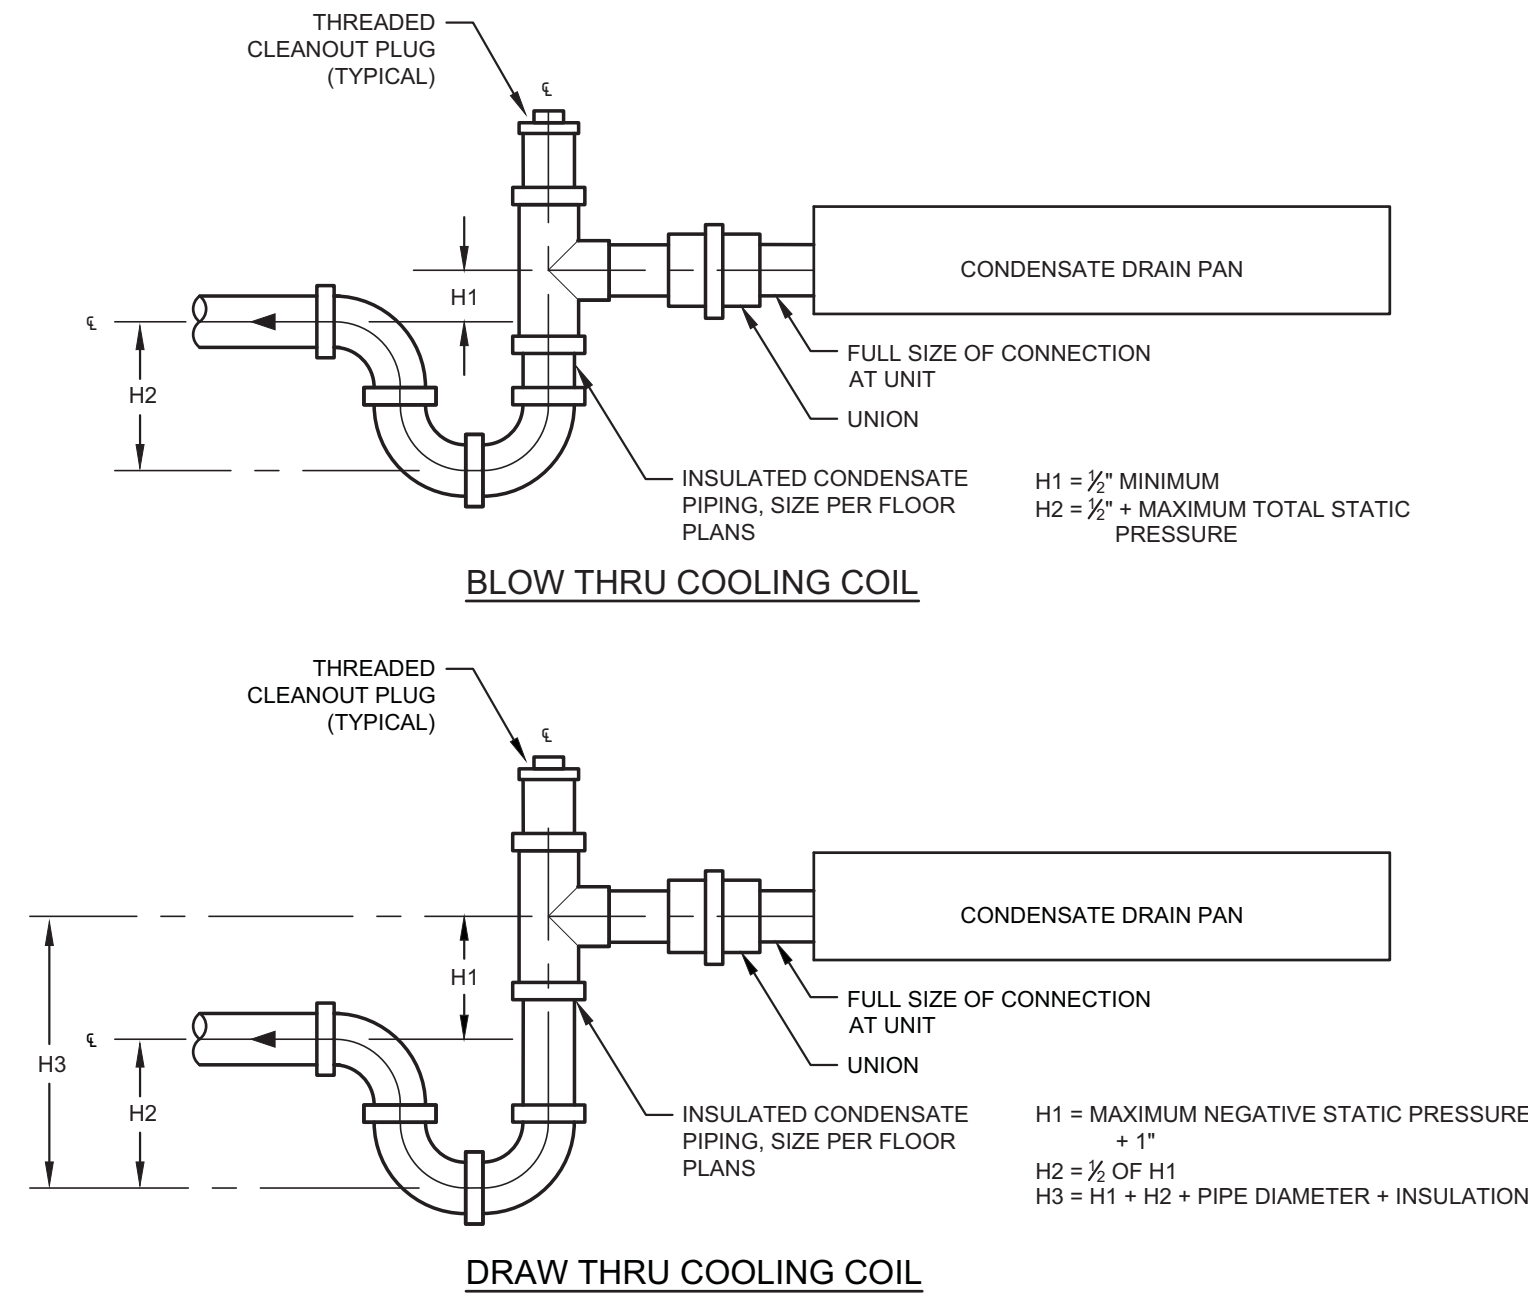 THREADED
CLEANOUT PLUG
(TYPICAL)
℄
CONDENSATE DRAIN PAN
H1
℄
H2
FULL SIZE OF CONNECTION
AT UNIT
UNION
INSULATED CONDENSATE
PIPING, SIZE PER FLOOR
PLANS
H1 = ½" MINIMUM
H2 = ½" + MAXIMUM TOTAL STATIC
PRESSURE
BLOW THRU COOLING COIL
THREADED
CLEANOUT PLUG
(TYPICAL)
℄
CONDENSATE DRAIN PAN
H1
℄
H3
H2
FULL SIZE OF CONNECTION
AT UNIT
UNION
INSULATED CONDENSATE
PIPING, SIZE PER FLOOR
PLANS
H1 = MAXIMUM NEGATIVE STATIC PRESSURE
+ 1"
H2 = ½ OF H1
H3 = H1 + H2 + PIPE DIAMETER + INSULATION
DRAW THRU COOLING COIL